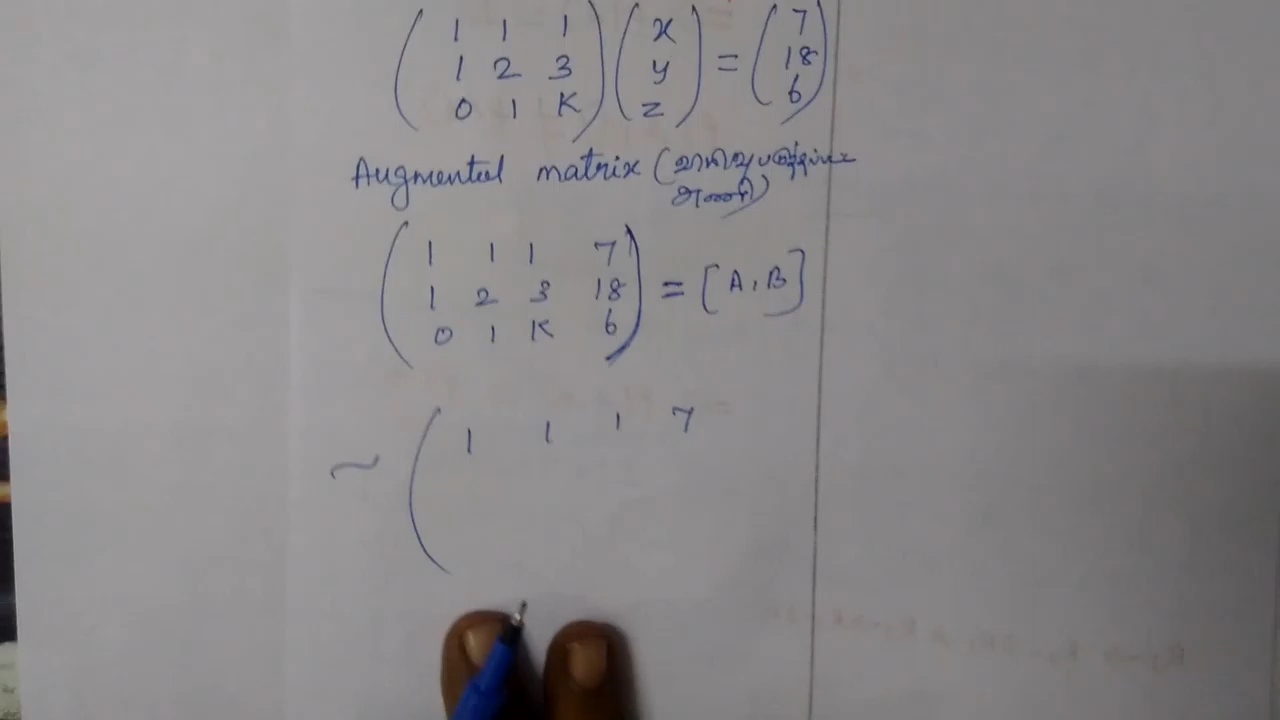 ( 1 1 1 ) ( x ) = ( 7 )
( 1 2 3 ) ( y ) ( 18 )
( 0 1 K ) ( z ) ( 6 )
Augmented matrix (
அணி)
( 1 1 1 7 )
( 1 2 3 18 ) = [A,B]
( 0 1 K 6 )
~ ( 1 1 1 7